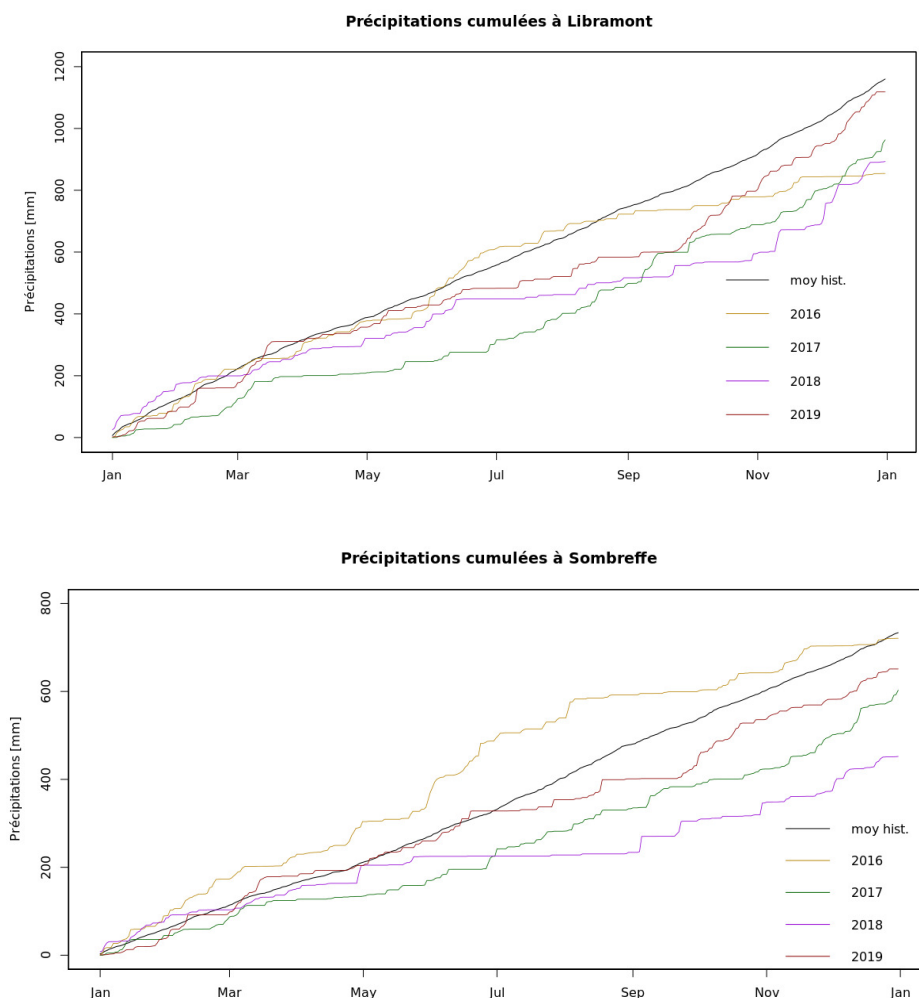 Précipitations cumulées à Libramont
Précipitations [mm]
1200
1000
800
600
400
200
0
moy hist.
2016
2017
2018
2019
Jan
Mar
May
Jul
Sep
Nov
Jan
Précipitations cumulées à Sombreffe
Précipitations [mm]
800
600
400
200
0
moy hist.
2016
2017
2018
2019
Jan
Mar
May
Jul
Sep
Nov
Jan